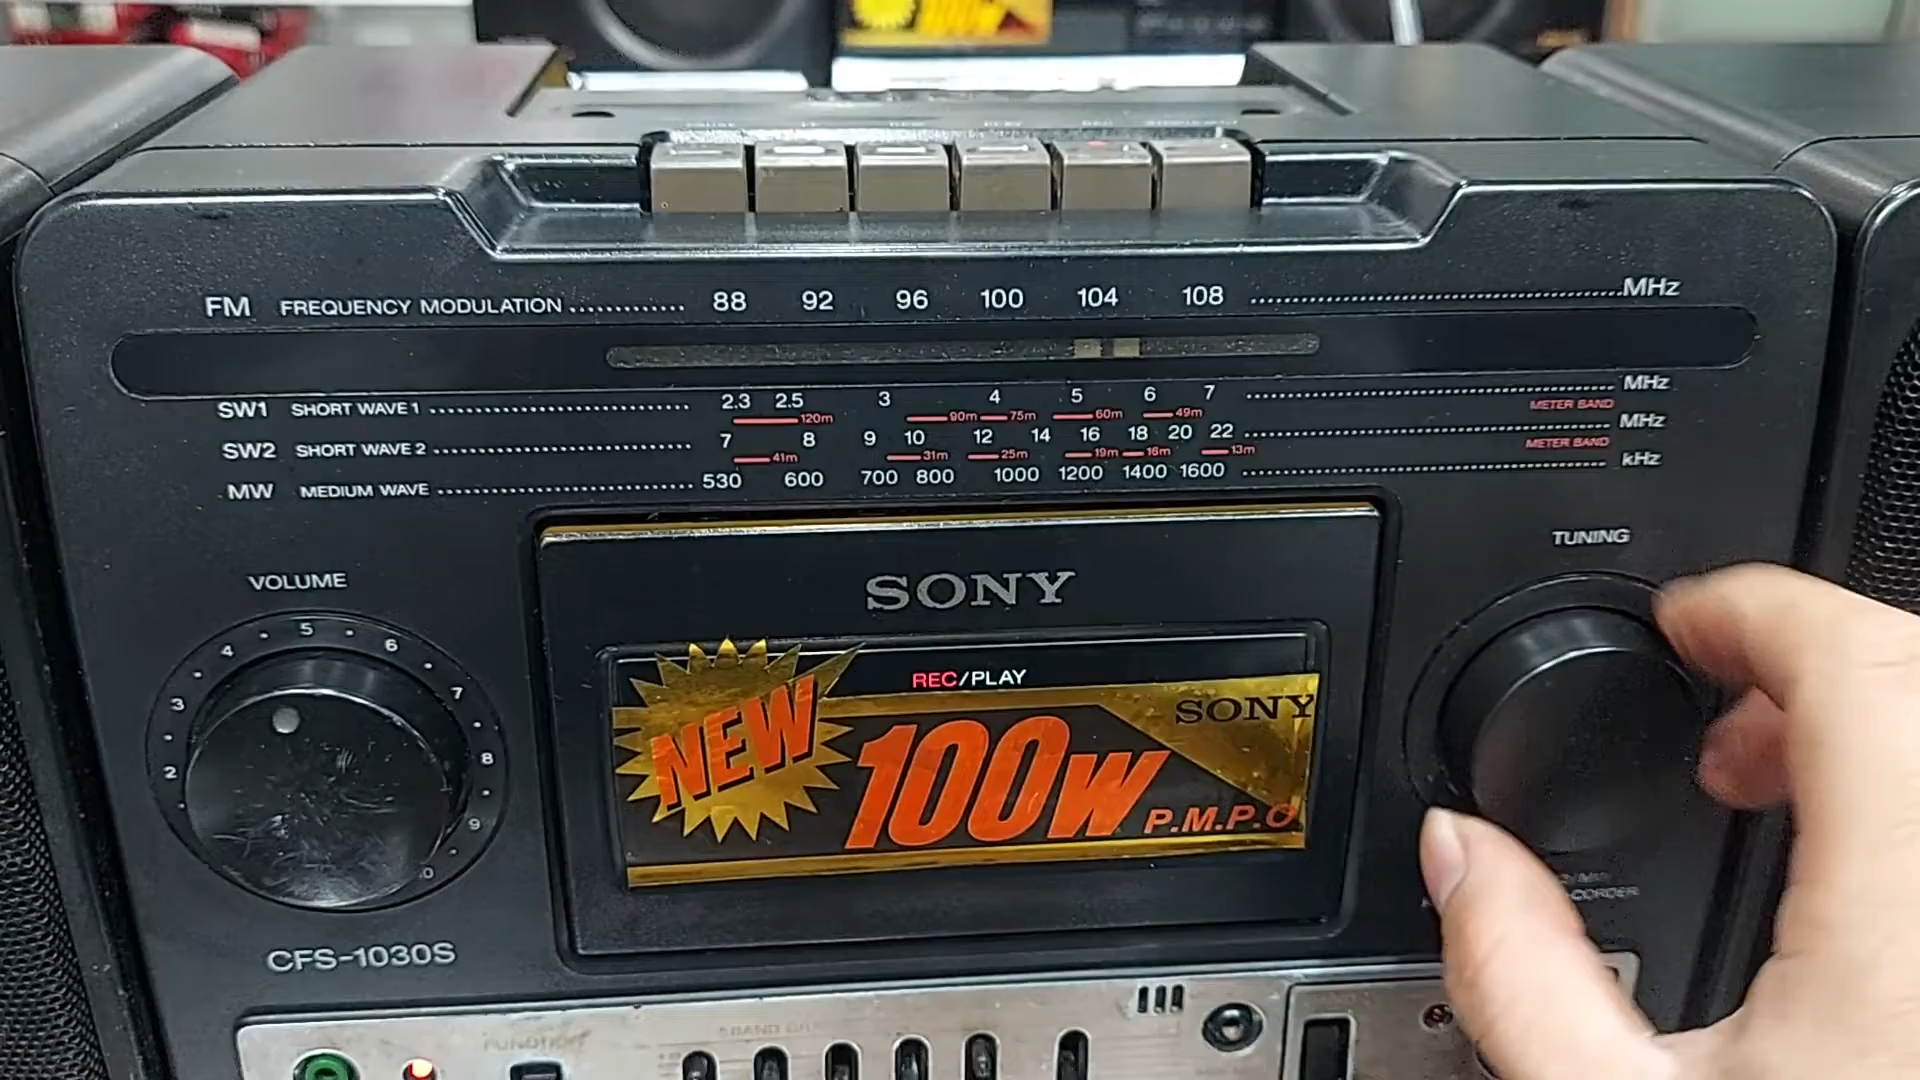 FM FREQUENCY MODULATION 88 92 96 100 104 108 MHz
SW1 SHORT WAVE 1 2.3 2.5 3 4 5 6 7 MHz
120m 90m 75m 60m 49m METER BAND
SW2 SHORT WAVE 2 7 8 9 10 12 14 16 18 20 22 MHz
41m 31m 25m 19m 16m 13m METER BAND
MW MEDIUM WAVE 530 600 700 800 1000 1200 1400 1600 kHz
TUNING
VOLUME
2 3 4 5 6 7 8 9
SONY
REC/PLAY
NEW
100W P.M.P.O
SONY
CFS-1030S
FUNCTION